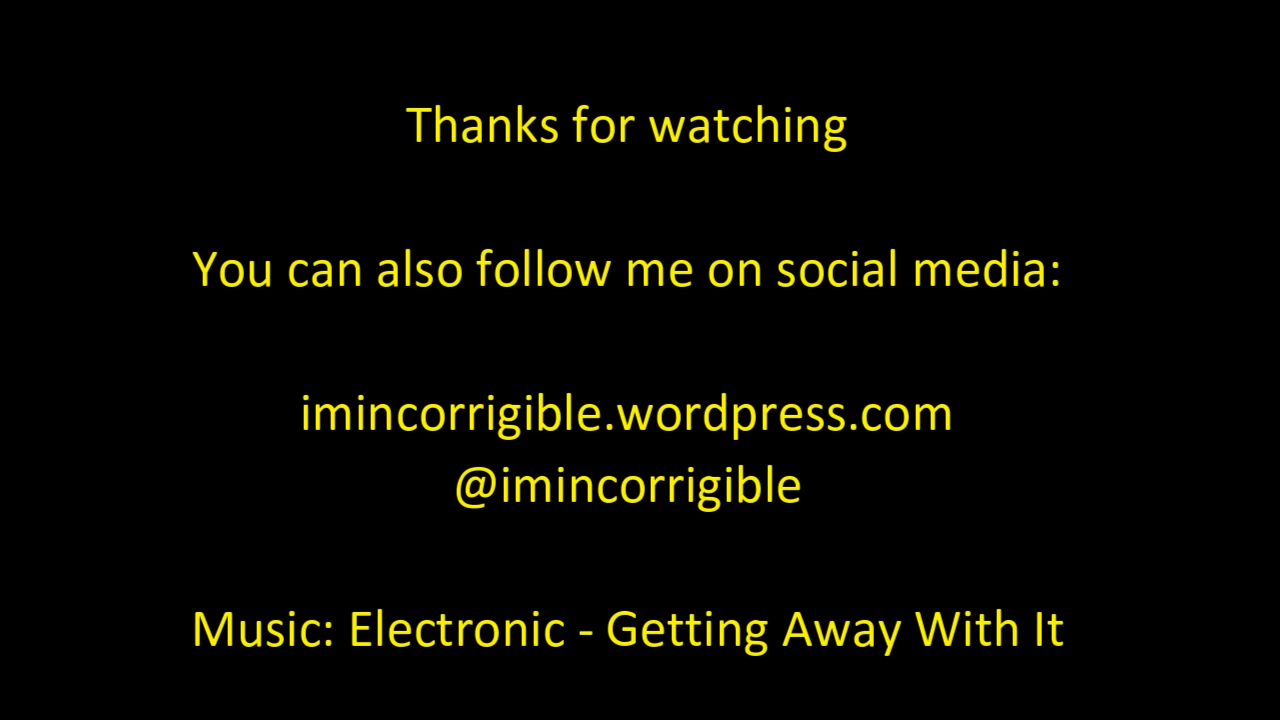 Thanks for watching
You can also follow me on social media:
imincorrigible.wordpress.com
@imincorrigible
Music: Electronic - Getting Away With It